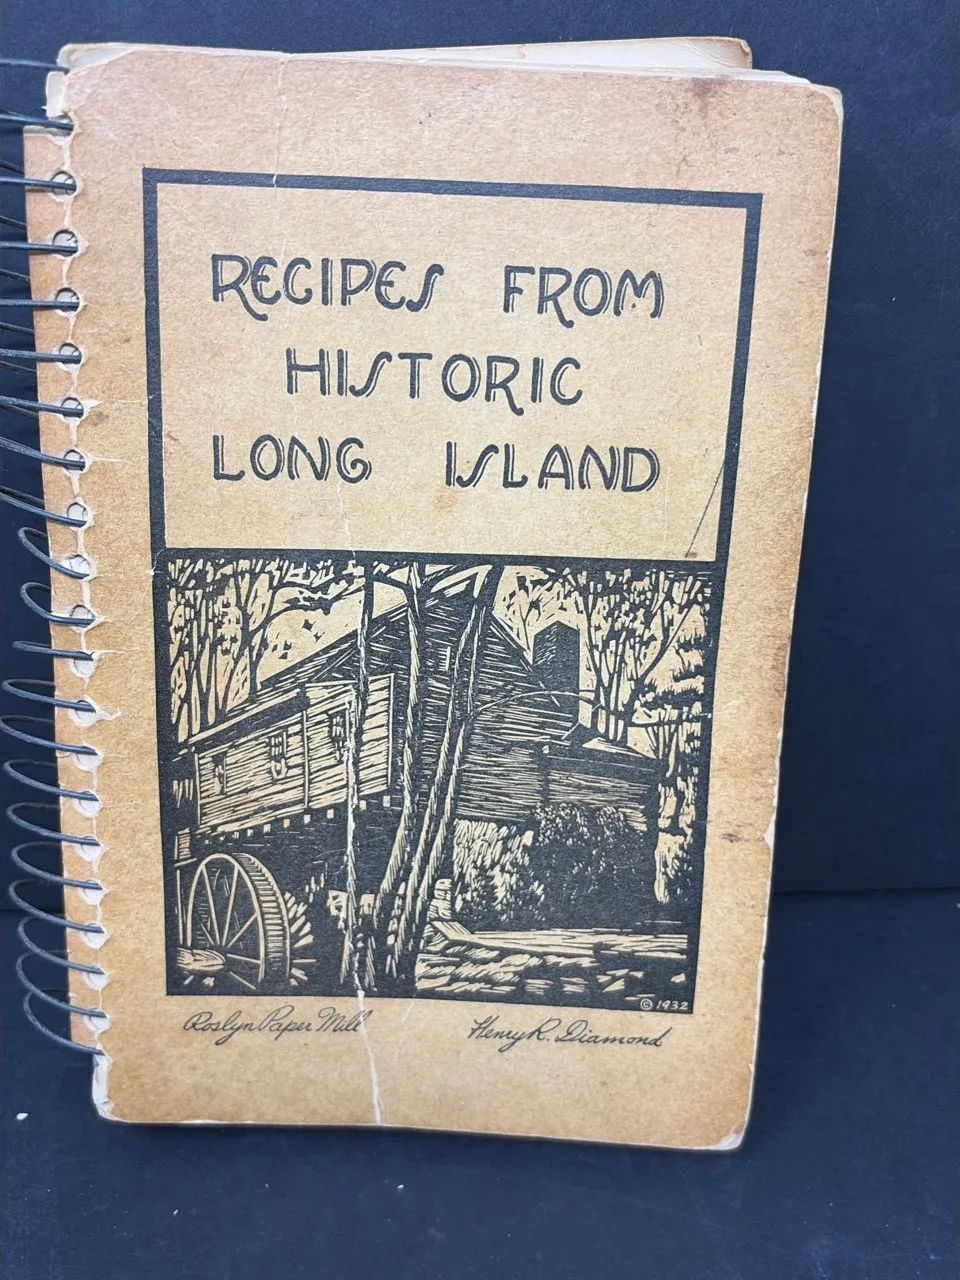 RECIPES FROM
HISTORIC
LONG ISLAND
© 1932
Roslyn Paper Mill
Henry R. Diamond